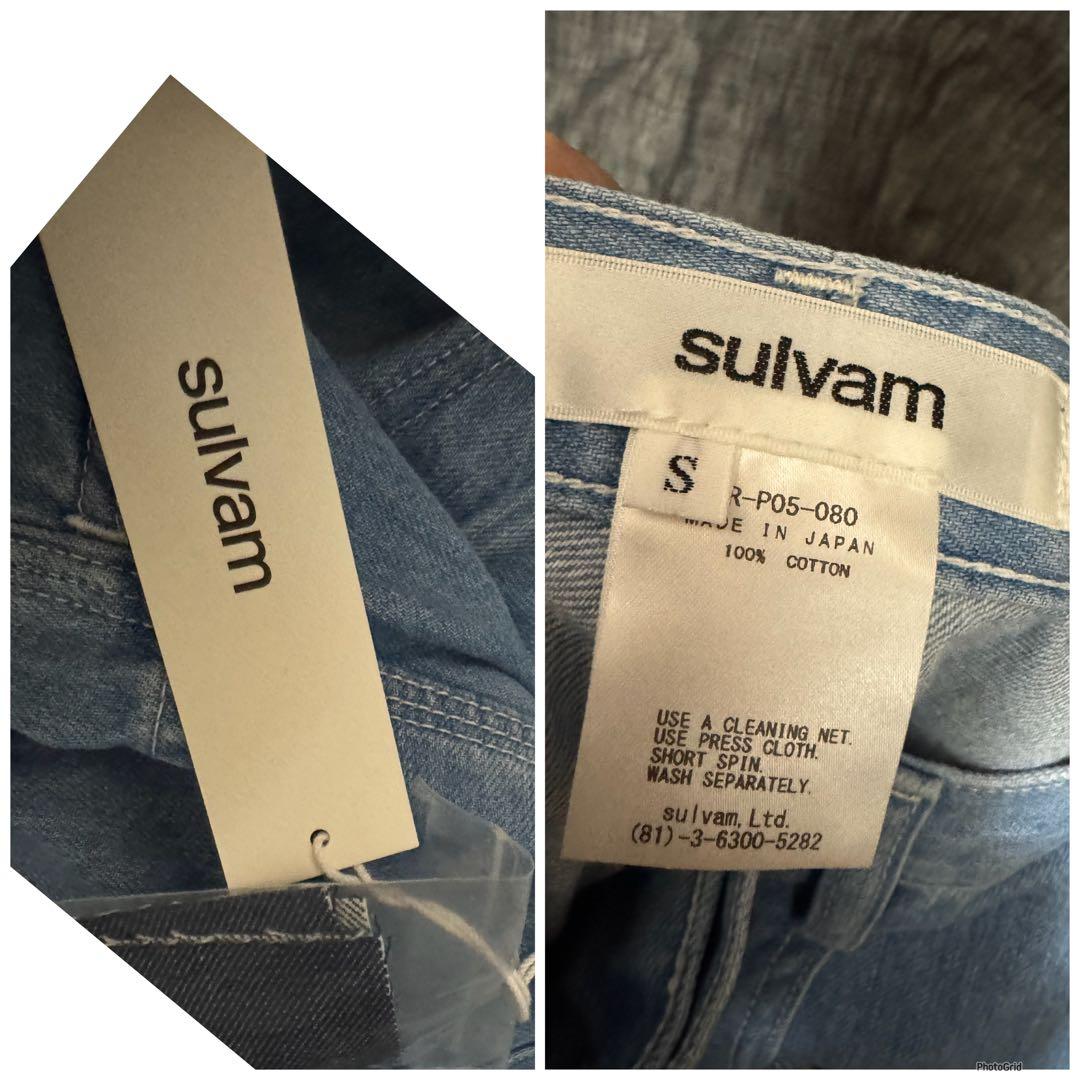 sulvam
sulvam
S
R-P05-080
MADE IN JAPAN
100% COTTON
USE A CLEANING NET.
USE PRESS CLOTH.
SHORT SPIN.
WASH SEPARATELY.
sulvam, Ltd.
(81)-3-6300-5282
PhotoGrid